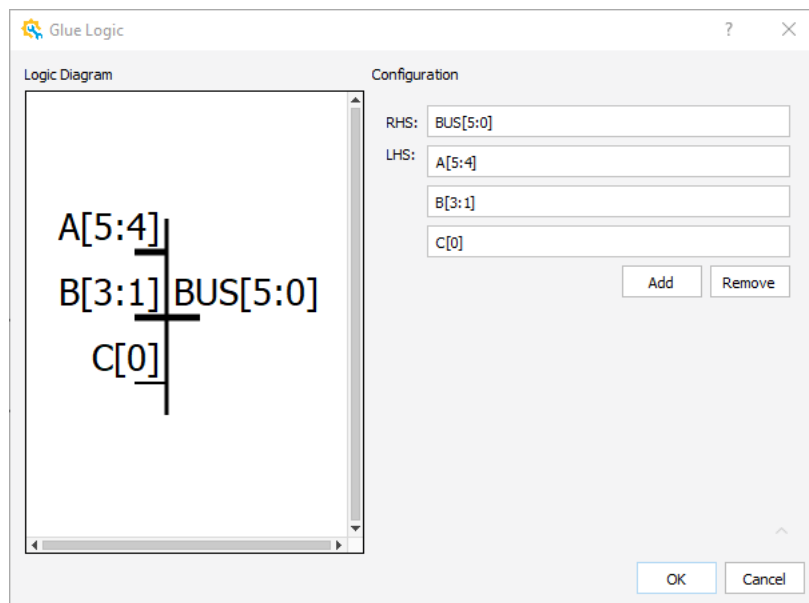 Glue Logic
?
Logic Diagram
A[5:4]
B[3:1] BUS[5:0]
C[0]
Configuration
RHS: BUS[5:0]
LHS: A[5:4]
B[3:1]
C[0]
Add Remove
OK Cancel